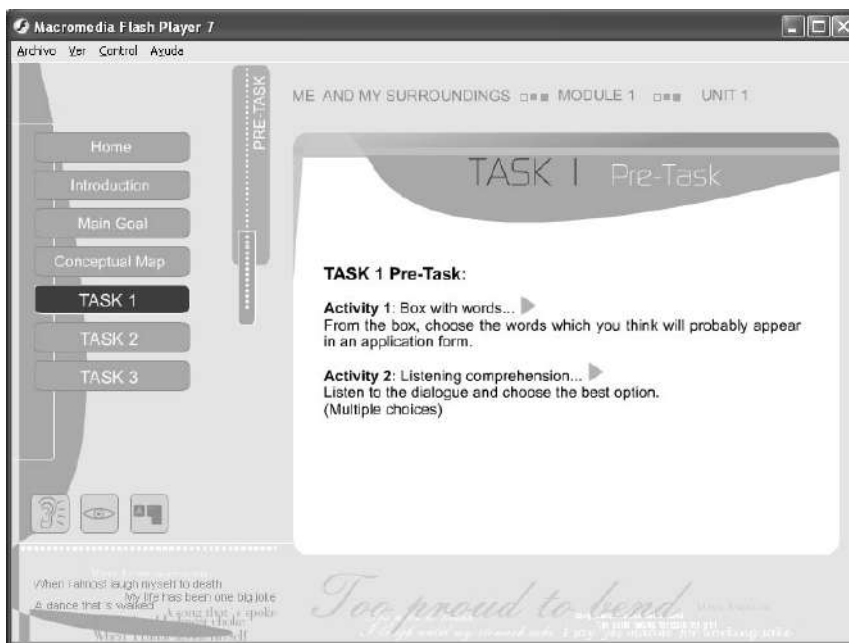 Macromedia Flash Player 7
Archivo Ver Control Ayuda
PRE-TASK
ME AND MY SURROUNDINGS MODULE 1 UNIT 1
Home
Introduction
Main Goal
Conceptual Map
TASK 1
TASK 2
TASK 3
TASK 1 Pre-Task
TASK 1 Pre-Task:
Activity 1: Box with words...
From the box, choose the words which you think will probably appear
in an application form.
Activity 2: Listening comprehension...
Listen to the dialogue and choose the best option.
(Multiple choices)
When I almost laugh myself to death
My life has been one big joke
A dance that's walked
A song that's spoke
Too proud to bend